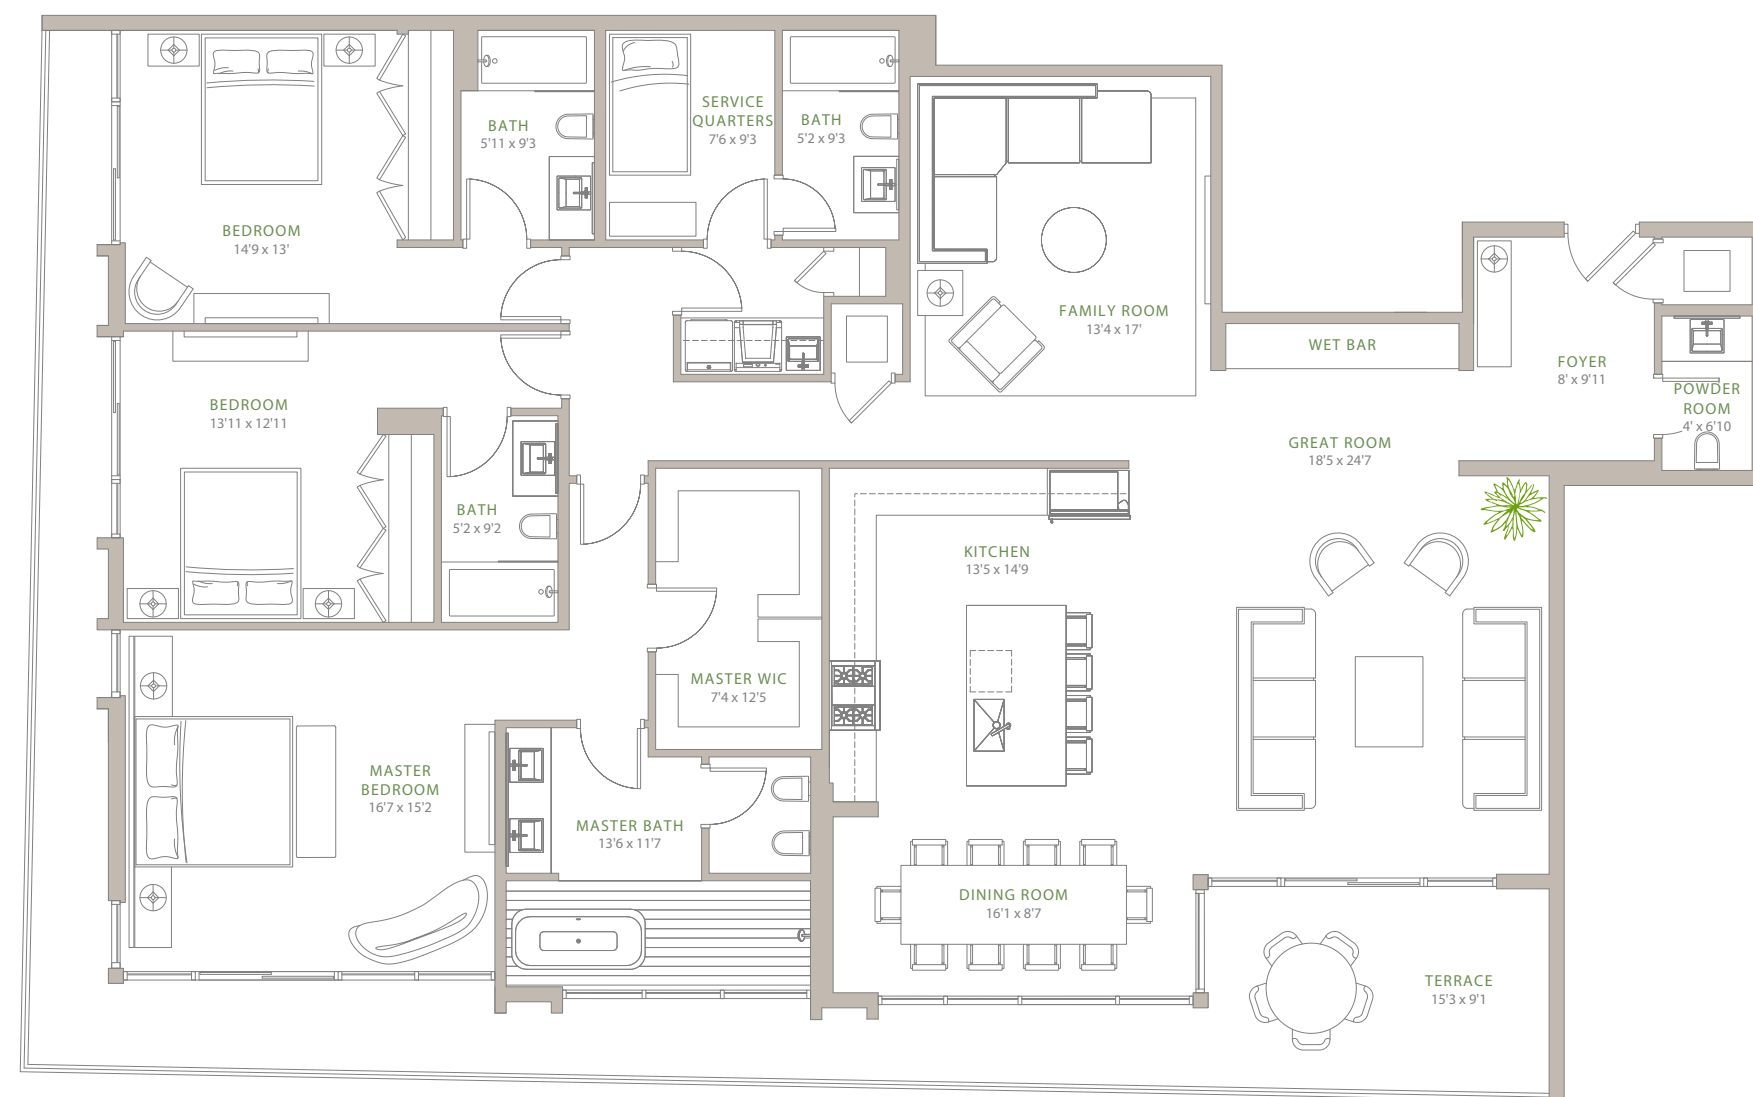 BATH
5'11 x 9'3
SERVICE
QUARTERS
7'6 x 9'3
BATH
5'2 x 9'3
BEDROOM
14'9 x 13'
FAMILY ROOM
13'4 x 17'
WET BAR
FOYER
8' x 9'11
POWDER
ROOM
4' x 6'10
BEDROOM
13'11 x 12'11
GREAT ROOM
18'5 x 24'7
BATH
5'2 x 9'2
KITCHEN
13'5 x 14'9
MASTER WIC
7'4 x 12'5
MASTER
BEDROOM
16'7 x 15'2
MASTER BATH
13'6 x 11'7
DINING ROOM
16'1 x 8'7
TERRACE
15'3 x 9'1